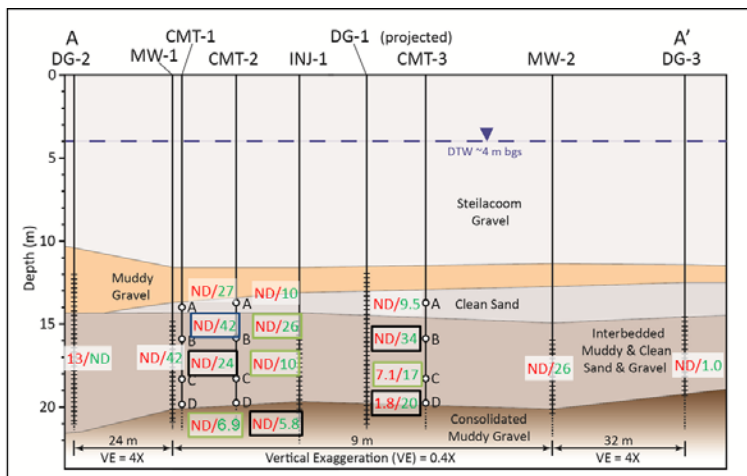 A
A'
DG-2
MW-1
CMT-1
CMT-2
INJ-1
DG-1 (projected)
CMT-3
MW-2
DG-3
0
DTW ~4 m bgs
5
Steilacoom
Gravel
Depth (m)
10
Muddy
Gravel
ND/27
ND/10
A
A
ND/9.5
A
Clean Sand
15
ND/42
ND/26
B
B
ND/34
B
Interbedded
Muddy & Clean
Sand & Gravel
13/ND
ND/42
ND/24
ND/10
7.1/17
ND/26
ND/1.0
C
C
C
20
D
D
1.8/20
D
ND/6.9
ND/5.8
Consolidated
Muddy Gravel
24 m
9 m
32 m
VE = 4X
Vertical Exaggeration (VE) = 0.4X
VE = 4X